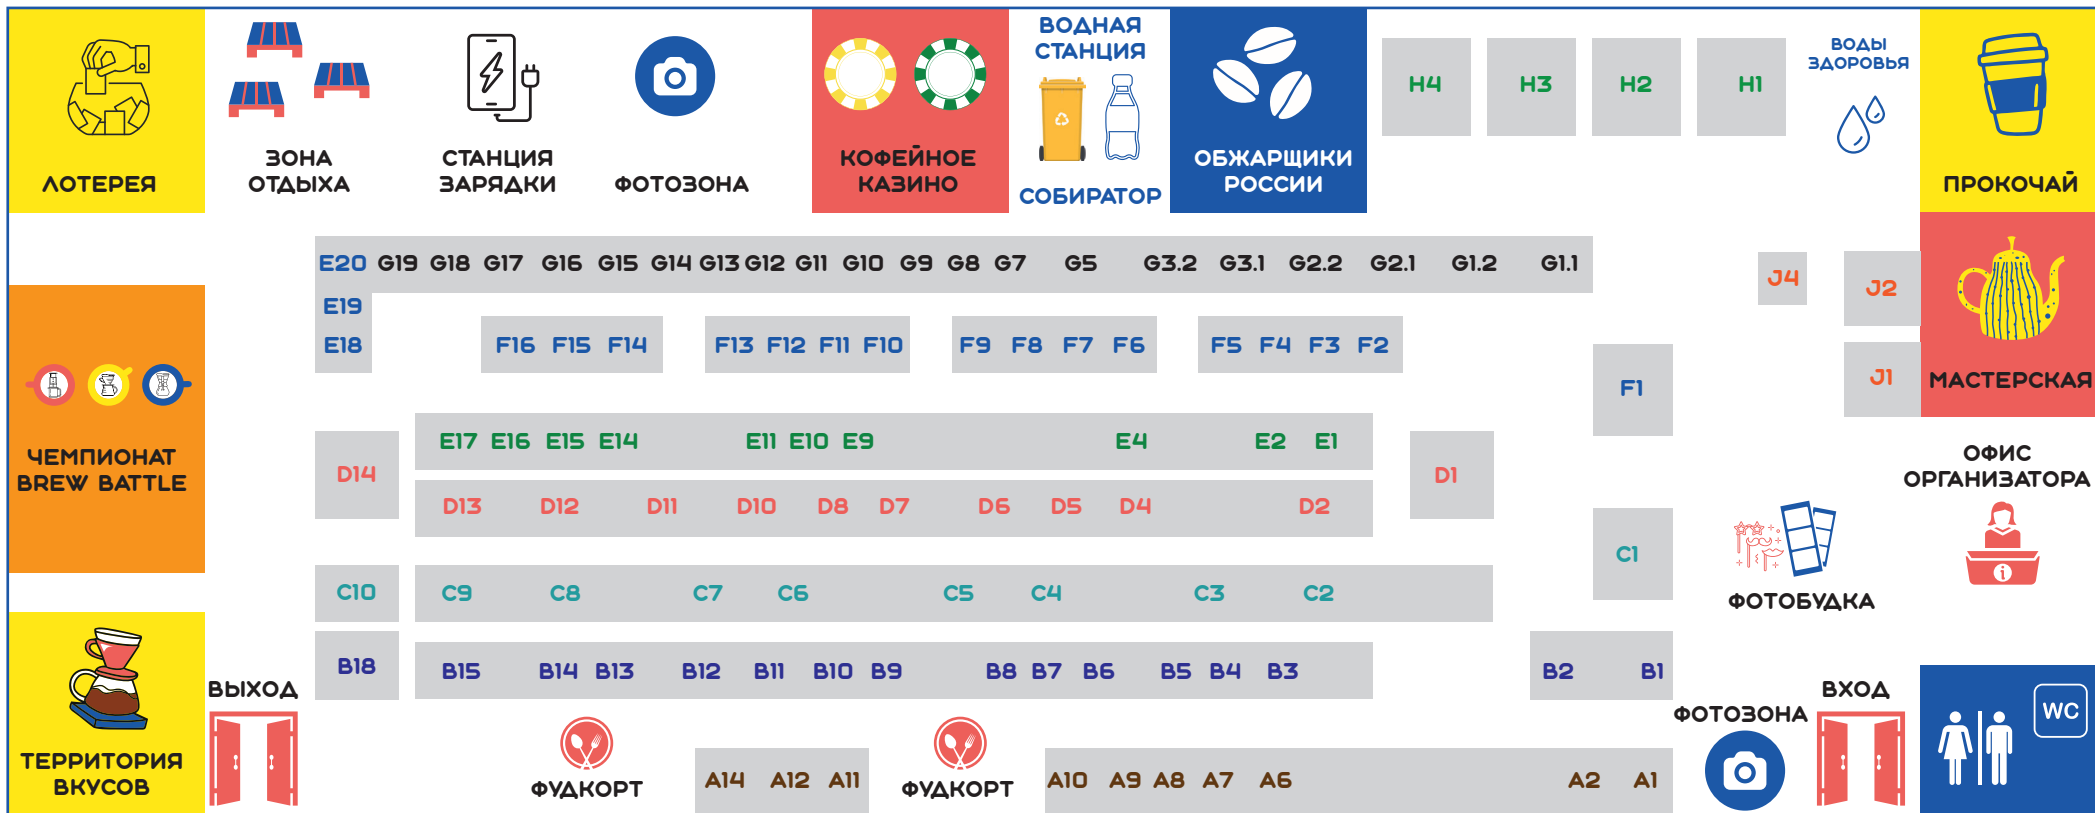 ЛОТЕРЕЯ
ЗОНА
ОТДЫХА
СТАНЦИЯ
ЗАРЯДКИ
ФОТОЗОНА
КОФЕЙНОЕ
КАЗИНО
ВОДНАЯ
СТАНЦИЯ
СОБИРАТОР
ОБЖАРЩИКИ
РОССИИ
H4 H3 H2 H1
ВОДЫ
ЗДОРОВЬЯ
ПРОКОЧАЙ
E20 G19 G18 G17 G16 G15 G14 G13 G12 G11 G10 G9 G8 G7 G5 G3.2 G3.1 G2.2 G2.1 G1.2 G1.1
J4 J2
E19
E18 F16 F15 F14 F13 F12 F11 F10 F9 F8 F7 F6 F5 F4 F3 F2
F1 J1
МАСТЕРСКАЯ
ЧЕМПИОНАТ
BREW BATTLE
E17 E16 E15 E14 E11 E10 E9 E4 E2 E1
D14 D1
D13 D12 D11 D10 D8 D7 D6 D5 D4 D2
ОФИС
ОРГАНИЗАТОРА
C1
ФОТОБУДКА
C10 C9 C8 C7 C6 C5 C4 C3 C2
B18 B15 B14 B13 B12 B11 B10 B9 B8 B7 B6 B5 B4 B3 B2 B1
ТЕРРИТОРИЯ
ВКУСОВ
ВЫХОД
ФУДКОРТ
A14 A12 A11
ФУДКОРТ
A10 A9 A8 A7 A6 A2 A1
ФОТОЗОНА
ВХОД
WC